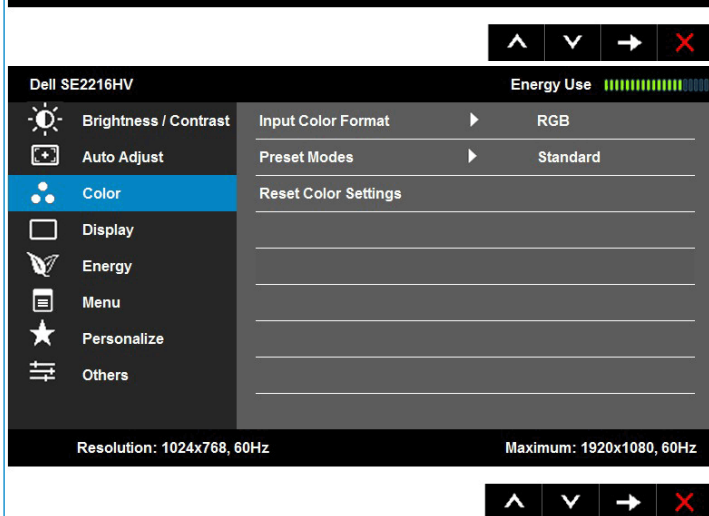 Dell SE2216HV Energy Use
Brightness / Contrast Input Color Format RGB
Auto Adjust Preset Modes Standard
Color Reset Color Settings
Display
Energy
Menu
Personalize
Others
Resolution: 1024x768, 60Hz Maximum: 1920x1080, 60Hz